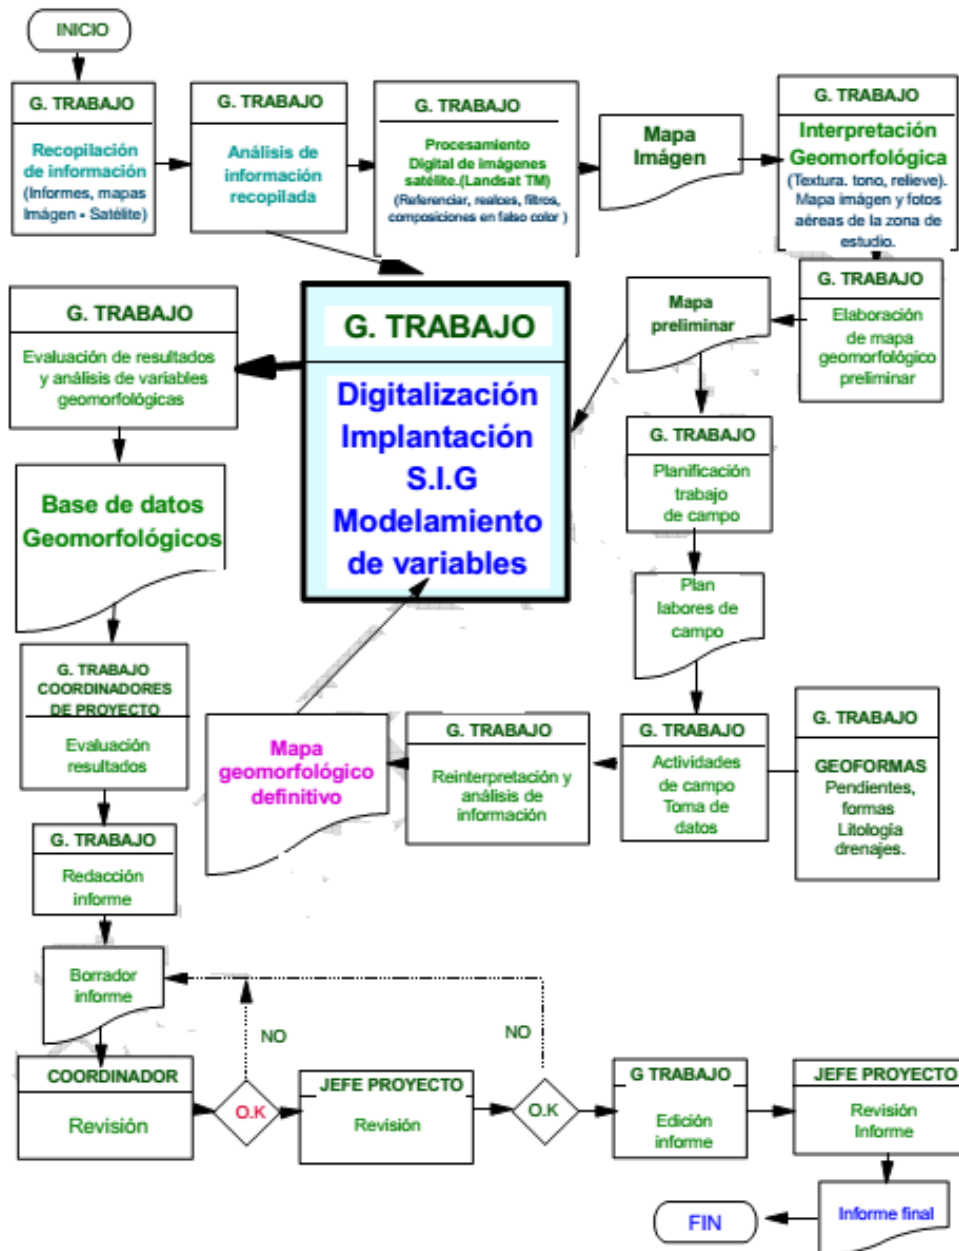 INICIO
G. TRABAJO
Recopilación
de información
(Informes, mapas
Imágen - Satélite)
G. TRABAJO
Análisis de
información
recopilada
G. TRABAJO
Procesamiento
Digital de imágenes
satélite.(Landsat TM)
(Referenciar, realces, filtros,
composiciones en falso color )
Mapa
Imágen
G. TRABAJO
Interpretación
Geomorfológica
(Textura. tono, relieve).
Mapa imágen y fotos
aéreas de la zona de
estudio.
G. TRABAJO
Elaboración
de mapa
geomorfológico
preliminar
Mapa
preliminar
G. TRABAJO
Digitalización
Implantación
S.I.G
Modelamiento
de variables
G. TRABAJO
Evaluación de resultados
y análisis de variables
geomorfológicas
Base de datos
Geomorfológicos
G. TRABAJO
Planificación
trabajo
de campo
Plan
labores de
campo
G. TRABAJO
Actividades
de campo
Toma de
datos
G. TRABAJO
GEOFORMAS
Pendientes,
formas
Litología
drenajes.
G. TRABAJO
Reinterpretación y
análisis de
información
Mapa
geomorfológico
definitivo
G. TRABAJO
COORDINADORES
DE PROYECTO
Evaluación
resultados
G. TRABAJO
Redacción
informe
Borrador
informe
NO
NO
COORDINADOR
Revisión
O.K
JEFE PROYECTO
Revisión
O.K
G TRABAJO
Edición
informe
JEFE PROYECTO
Revisión
Informe
Informe final
FIN